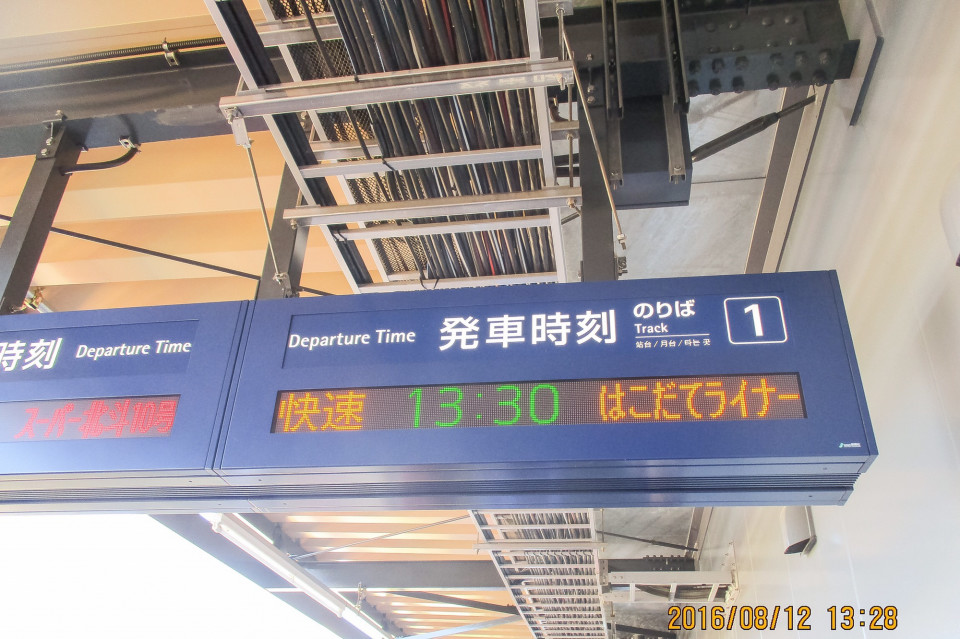 時刻 Departure Time
スーパー北斗10号
Departure Time 発車時刻 のりば 1
Track
站台 / 月台 / 타는 곳
快速 13:30 はこだてライナー
2016/08/12 13:28